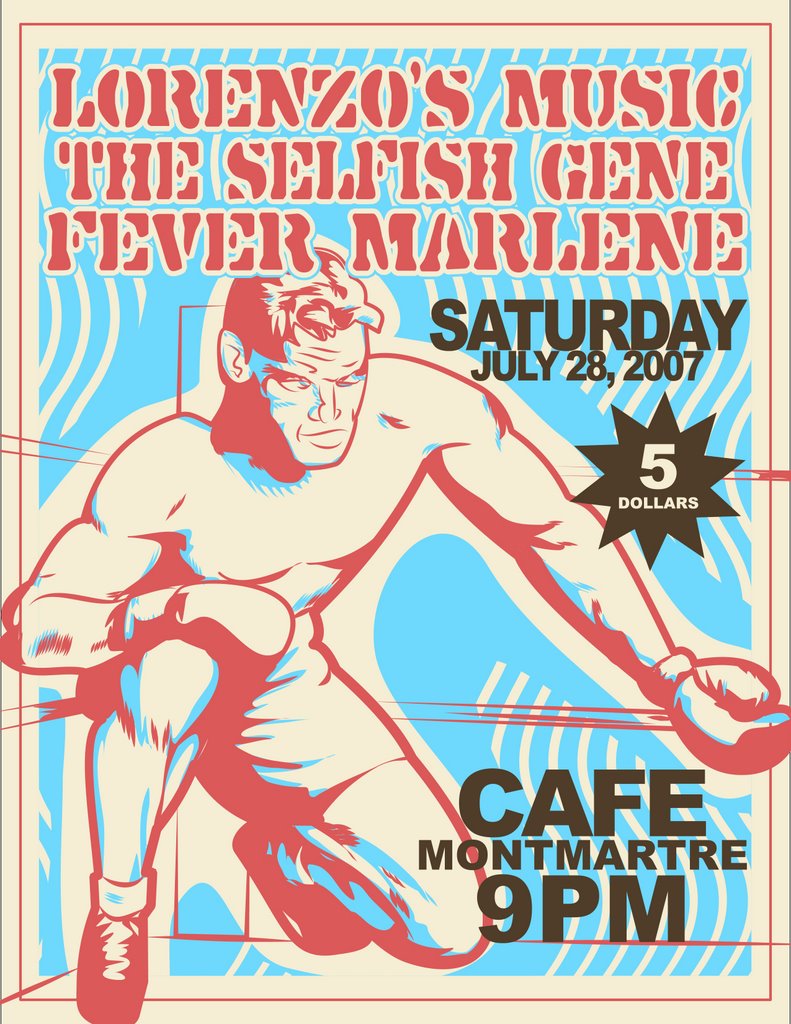 LORENZO'S MUSIC
THE SELFISH GENE
FEVER MARLENE
SATURDAY
JULY 28, 2007
5
DOLLARS
CAFE
MONTMARTRE
9PM